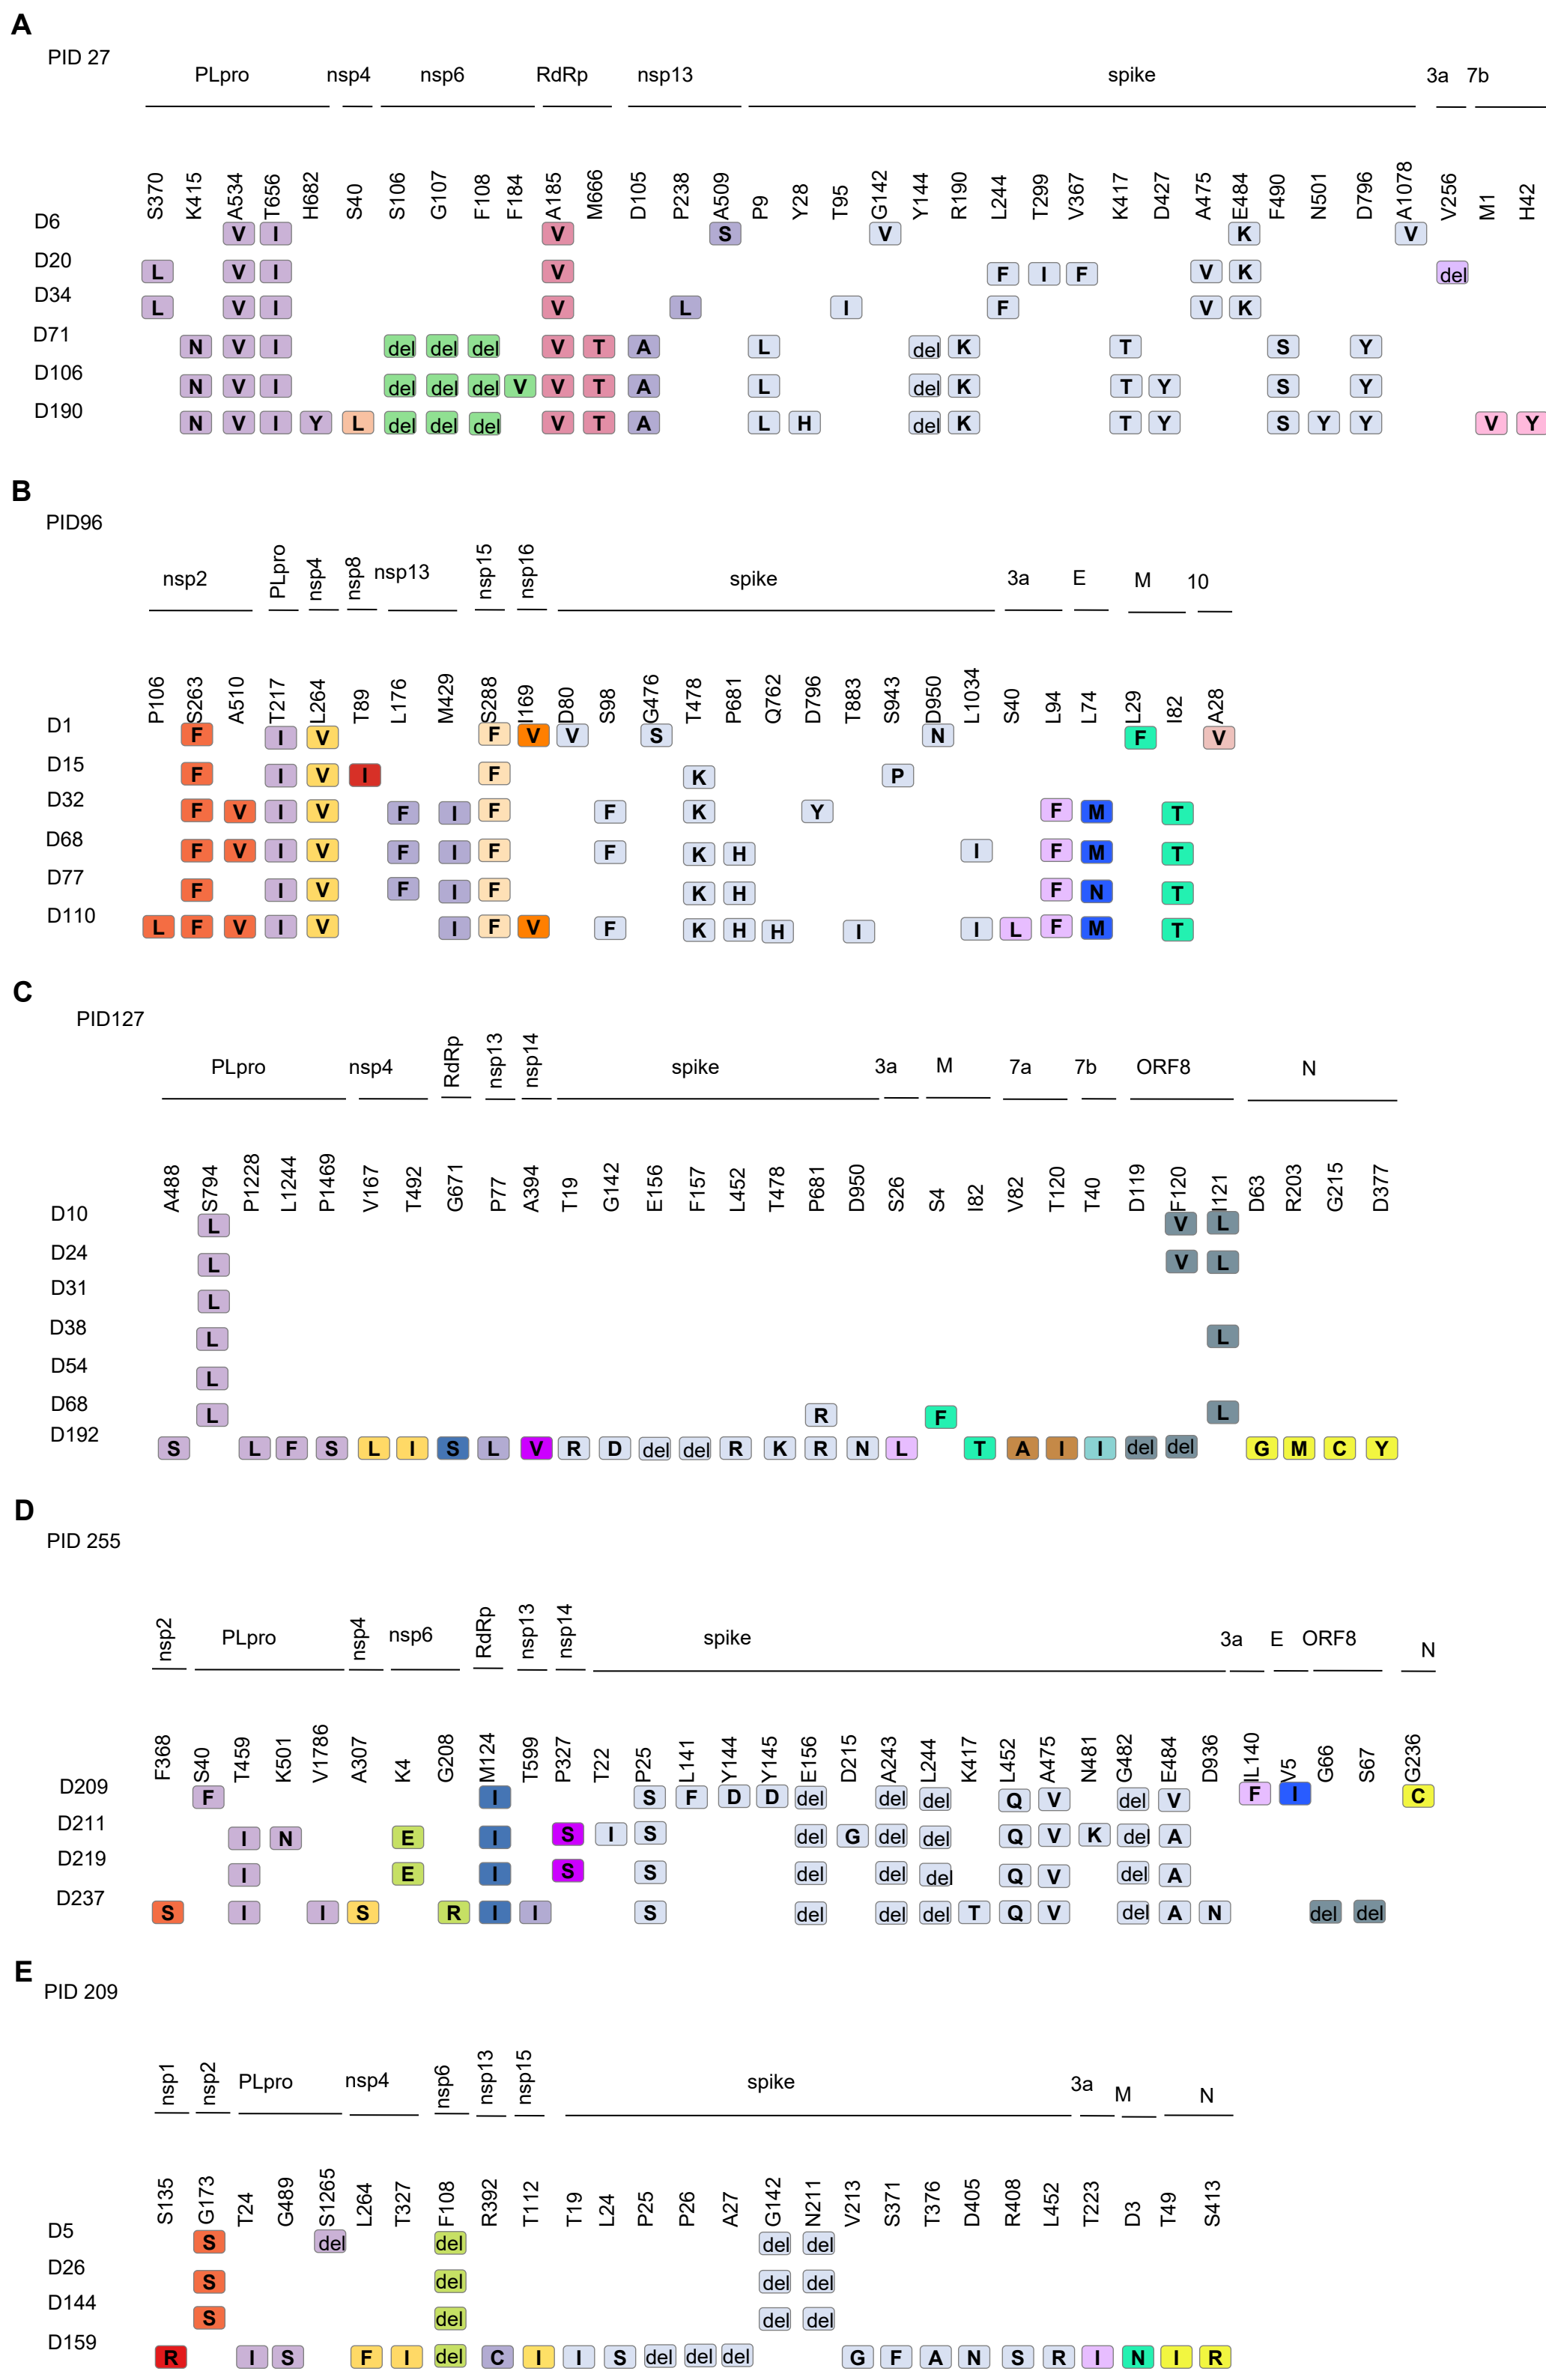 A
PID 27
PLpro nsp4 nsp6 RdRp nsp13 spike 3a 7b
S370 K415 A534 T656 H682 S40 S106 G107 F108 F184 A185 M666 D105 P238 A509 P9 Y28 T95 G142 Y144 R190 L244 T299 V367 K417 D427 A475 E484 F490 N501 D796 A1078 V256 M1 H42
D6 V I V S V K V
D20 L V I V F I F V K del
D34 L V I V L I F V K
D71 N V I del del del V T A L del K T S Y
D106 N V I del del del V V T A L del K T Y S Y
D190 N V I Y L del del del V T A L H del K T Y S Y Y V Y
B
PID96
nsp2 PLpro nsp4 nsp8 nsp13 nsp15 nsp16 spike 3a E M 10
P106 S263 A510 T217 L264 T89 L176 M429 S288 I169 D80 S98 G476 T478 P681 Q762 D796 T883 S943 D950 L1034 S40 L94 L74 L29 I82 A28
D1 F I V F V V S N F V
D15 F I V I F K P
D32 F V I V F I F F K Y F M T
D68 F V I V F I F F K H I F M T
D77 F I V F I F K H F N T
D110 L F V I V I F V F K H H I I L F M T
C
PID127
PLpro nsp4 RdRp nsp13 nsp14 spike 3a M 7a 7b ORF8 N
A488 S794 P1228 L1244 P1469 V167 T492 G671 P77 A394 T19 G142 E156 F157 L452 T478 P681 D950 S26 S4 I82 V82 T120 T40 D119 F120 I121 D63 R203 G215 D377
D10 L V L
D24 L V L
D31 L
D38 L L
D54 L
D68 L R F L
D192 S L F S L I S L V R D del del R K R N L T A I I del del G M C Y
D
PID 255
nsp2 PLpro nsp4 nsp6 RdRp nsp13 nsp14 spike 3a E ORF8 N
F368 S40 T459 K501 V1786 A307 K4 G208 M124 T599 P327 T22 P25 L141 Y144 Y145 E156 D215 A243 L244 K417 L452 A475 N481 G482 E484 D936 IL140 V5 G66 S67 G236
D209 F I S F D D del del del Q V del V F I C
D211 I N E I S I S del G del del Q V K del A
D219 I E I S S del del del Q V del A
D237 S I I S R I I S del del del T Q V del A N del del
E
PID 209
nsp1 nsp2 PLpro nsp4 nsp6 nsp13 nsp15 spike 3a M N
S135 G173 T24 G489 S1265 L264 T327 F108 R392 T112 T19 L24 P25 P26 A27 G142 N211 V213 S371 T376 D405 R408 L452 T223 D3 T49 S413
D5 S del del del del
D26 S del del del
D144 S del del del
D159 R I S F I del C I I S del del del G F A N S R I N I R